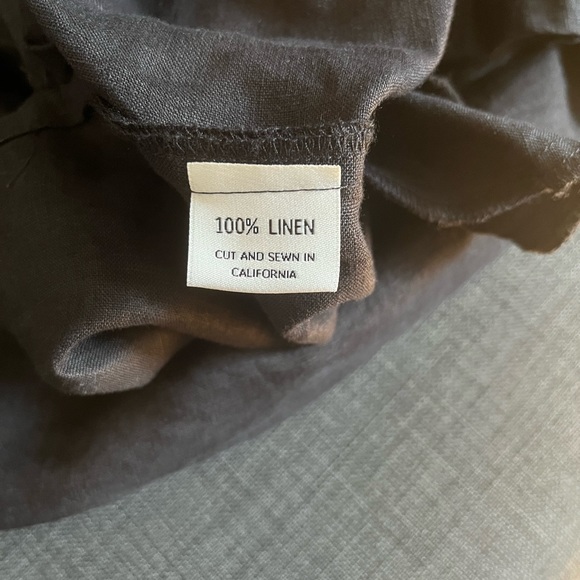 100% LINEN
CUT AND SEWN IN
CALIFORNIA